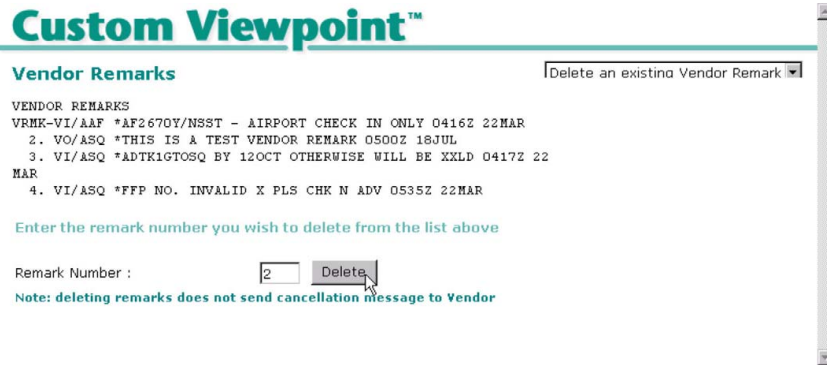 Custom Viewpoint™
Vendor Remarks
Delete an existing Vendor Remark
VENDOR REMARKS
VRMK-VI/AAF *AF2670Y/NSST - AIRPORT CHECK IN ONLY 0416Z 22MAR
2. VO/ASQ *THIS IS A TEST VENDOR REMARK 0500Z 18JUL
3. VI/ASQ *ADTK1GTOSQ BY 12OCT OTHERWISE WILL BE XXLD 0417Z 22
MAR
4. VI/ASQ *FFP NO. INVALID X PLS CHK N ADV 0535Z 22MAR
Enter the remark number you wish to delete from the list above
Remark Number : 2 Delete
Note: deleting remarks does not send cancellation message to Vendor